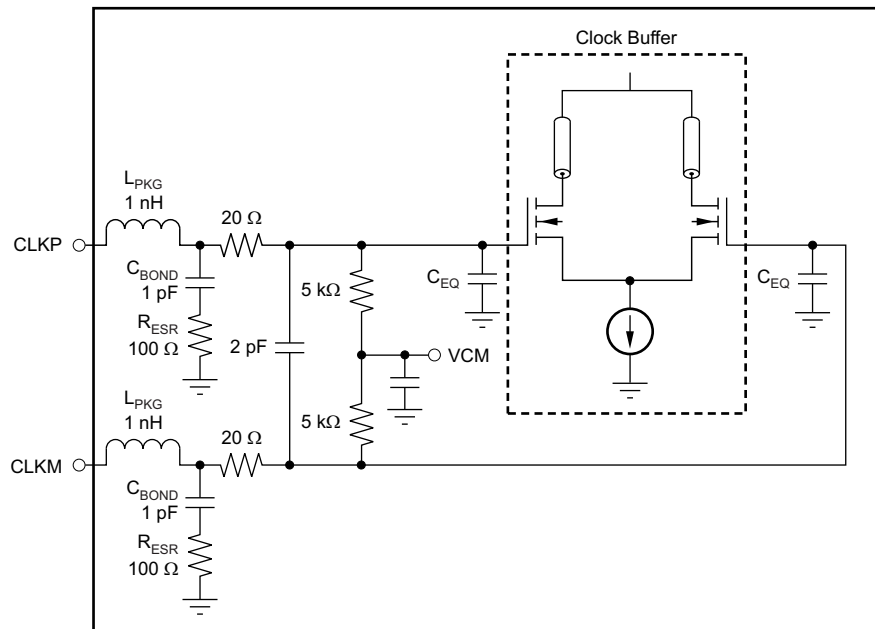 Clock Buffer
L_PKG
1 nH
20 Ω
CLKP
C_BOND
1 pF
R_ESR
100 Ω
5 kΩ
C_EQ
C_EQ
2 pF
VCM
L_PKG
1 nH
20 Ω
5 kΩ
CLKM
C_BOND
1 pF
R_ESR
100 Ω